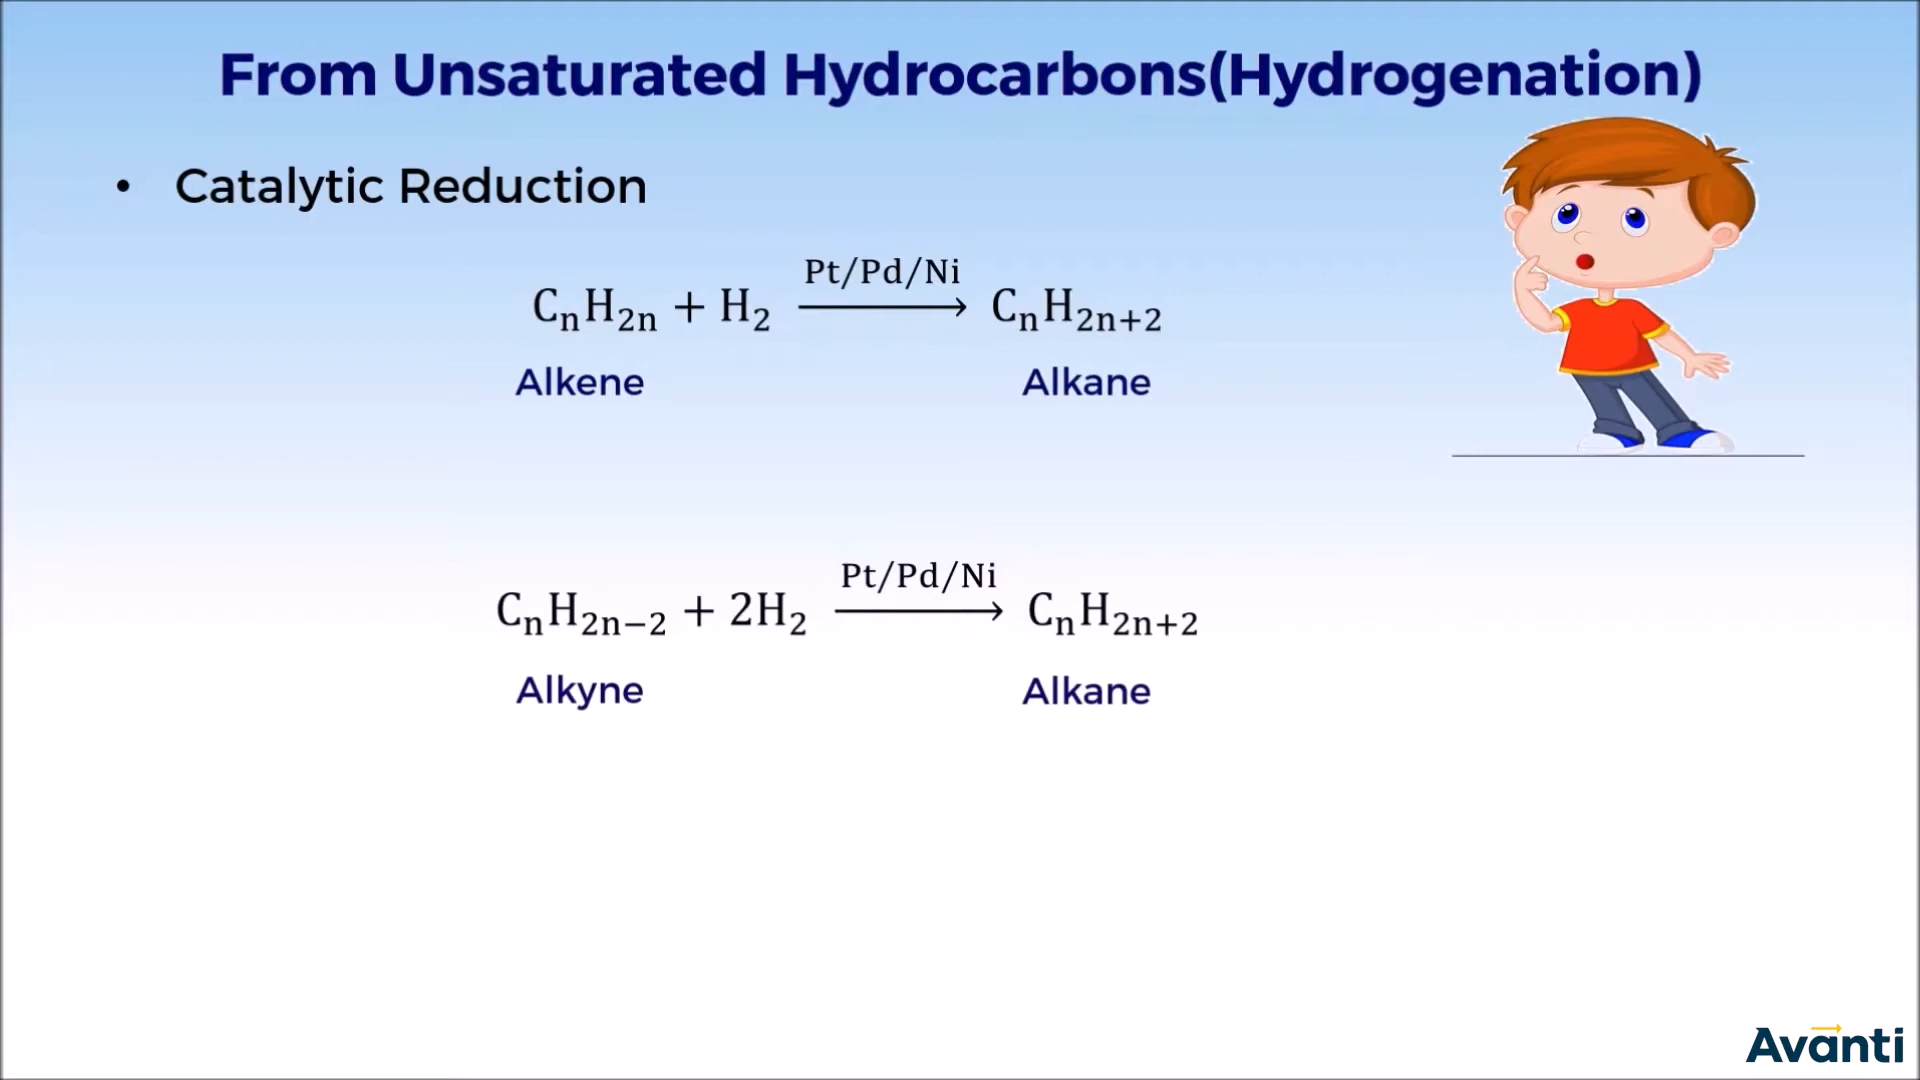 From Unsaturated Hydrocarbons(Hydrogenation)
• Catalytic Reduction
Pt/Pd/Ni
CₙH₂ₙ + H₂ ⟶ CₙH₂ₙ₊₂
Alkene Alkane
Pt/Pd/Ni
CₙH₂ₙ₋₂ + 2H₂ ⟶ CₙH₂ₙ₊₂
Alkyne Alkane
Avanti